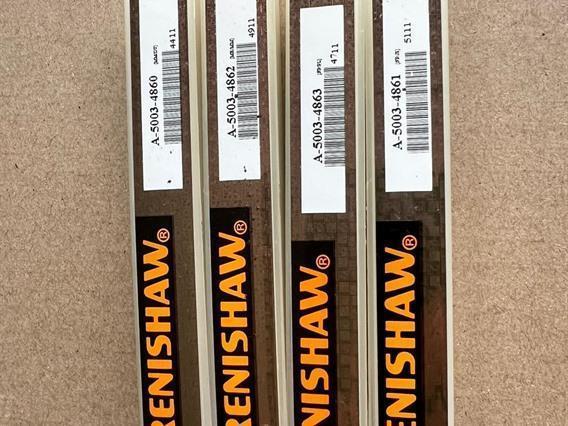 A-5003-4860
4411
RENISHAW®
A-5003-4862
4911
RENISHAW®
A-5003-4863
4711
RENISHAW®
A-5003-4861
5111
RENISHAW®